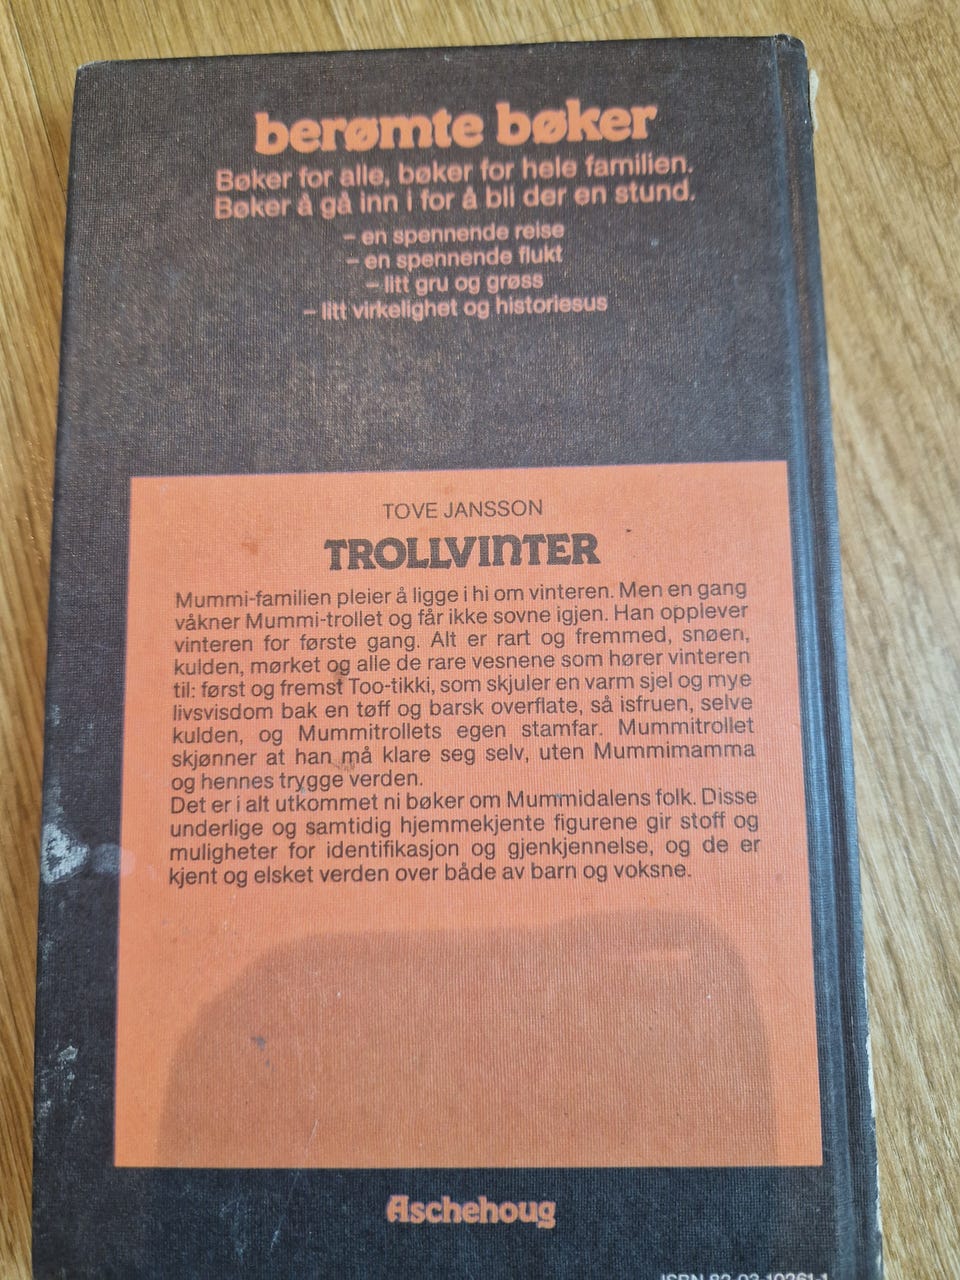 berømte bøker
Bøker for alle, bøker for hele familien.
Bøker å gå inn i for å bli der en stund.
– en spennende reise
– en spennende flukt
– litt gru og grøss
– litt virkelighet og historiesus
TOVE JANSSON
TROLLVINTER
Mummi-familien pleier å ligge i hi om vinteren. Men en gang
våkner Mummi-trollet og får ikke sovne igjen. Han opplever
vinteren for første gang. Alt er rart og fremmed, snøen,
kulden, mørket og alle de rare vesnene som hører vinteren
til: først og fremst Too-tikki, som skjuler en varm sjel og mye
livsvisdom bak en tøff og barsk overflate, så isfruen, selve
kulden, og Mummitrollets egen stamfar. Mummitrollet
skjønner at han må klare seg selv, uten Mummimamma
og hennes trygge verden.
Det er i alt utkommet ni bøker om Mummidalens folk. Disse
underlige og samtidig hjemmekjente figurene gir stoff og
muligheter for identifikasjon og gjenkjennelse, og de er
kjent og elsket verden over både av barn og voksne.
Aschehoug
ISBN 82-03-10261-1